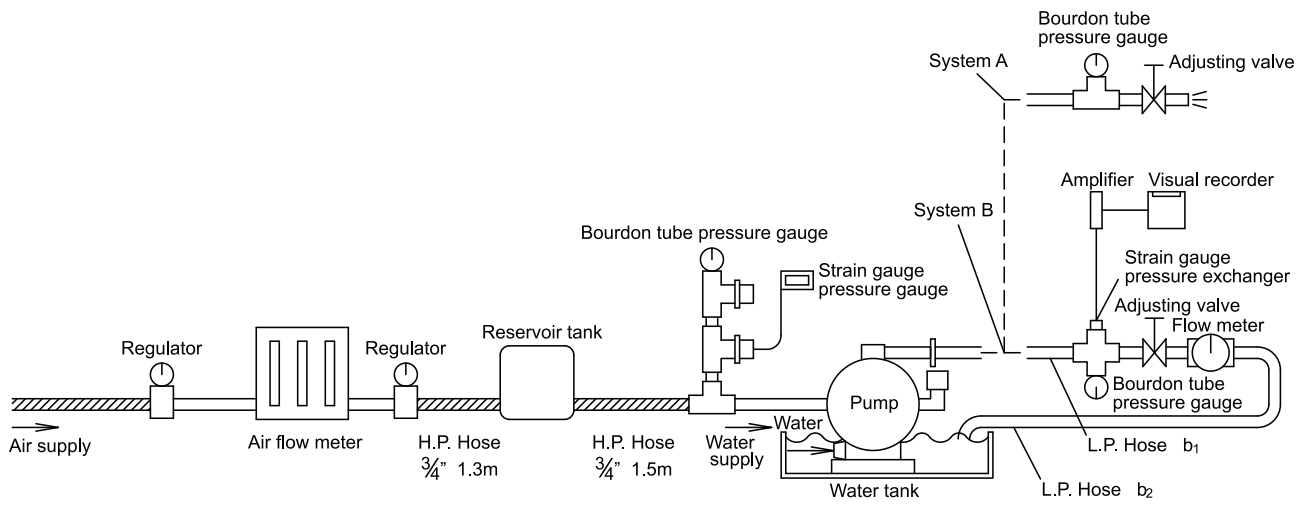 Bourdon tube
pressure gauge
System A
Adjusting valve
Amplifier
Visual recorder
System B
Bourdon tube pressure gauge
Strain gauge
pressure gauge
Strain gauge
pressure exchanger
Adjusting valve
Flow meter
Regulator
Regulator
Reservoir tank
Pump
Bourdon tube
pressure gauge
Air supply
Air flow meter
H.P. Hose
¾” 1.3m
H.P. Hose
¾” 1.5m
Water
supply
Water
Water tank
L.P. Hose b₁
L.P. Hose b₂